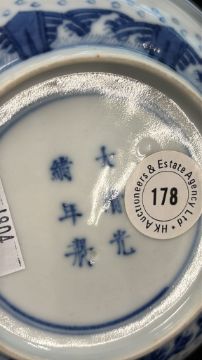 大清光
緒年製
HK Auctioneers & Estate Agency Ltd
178